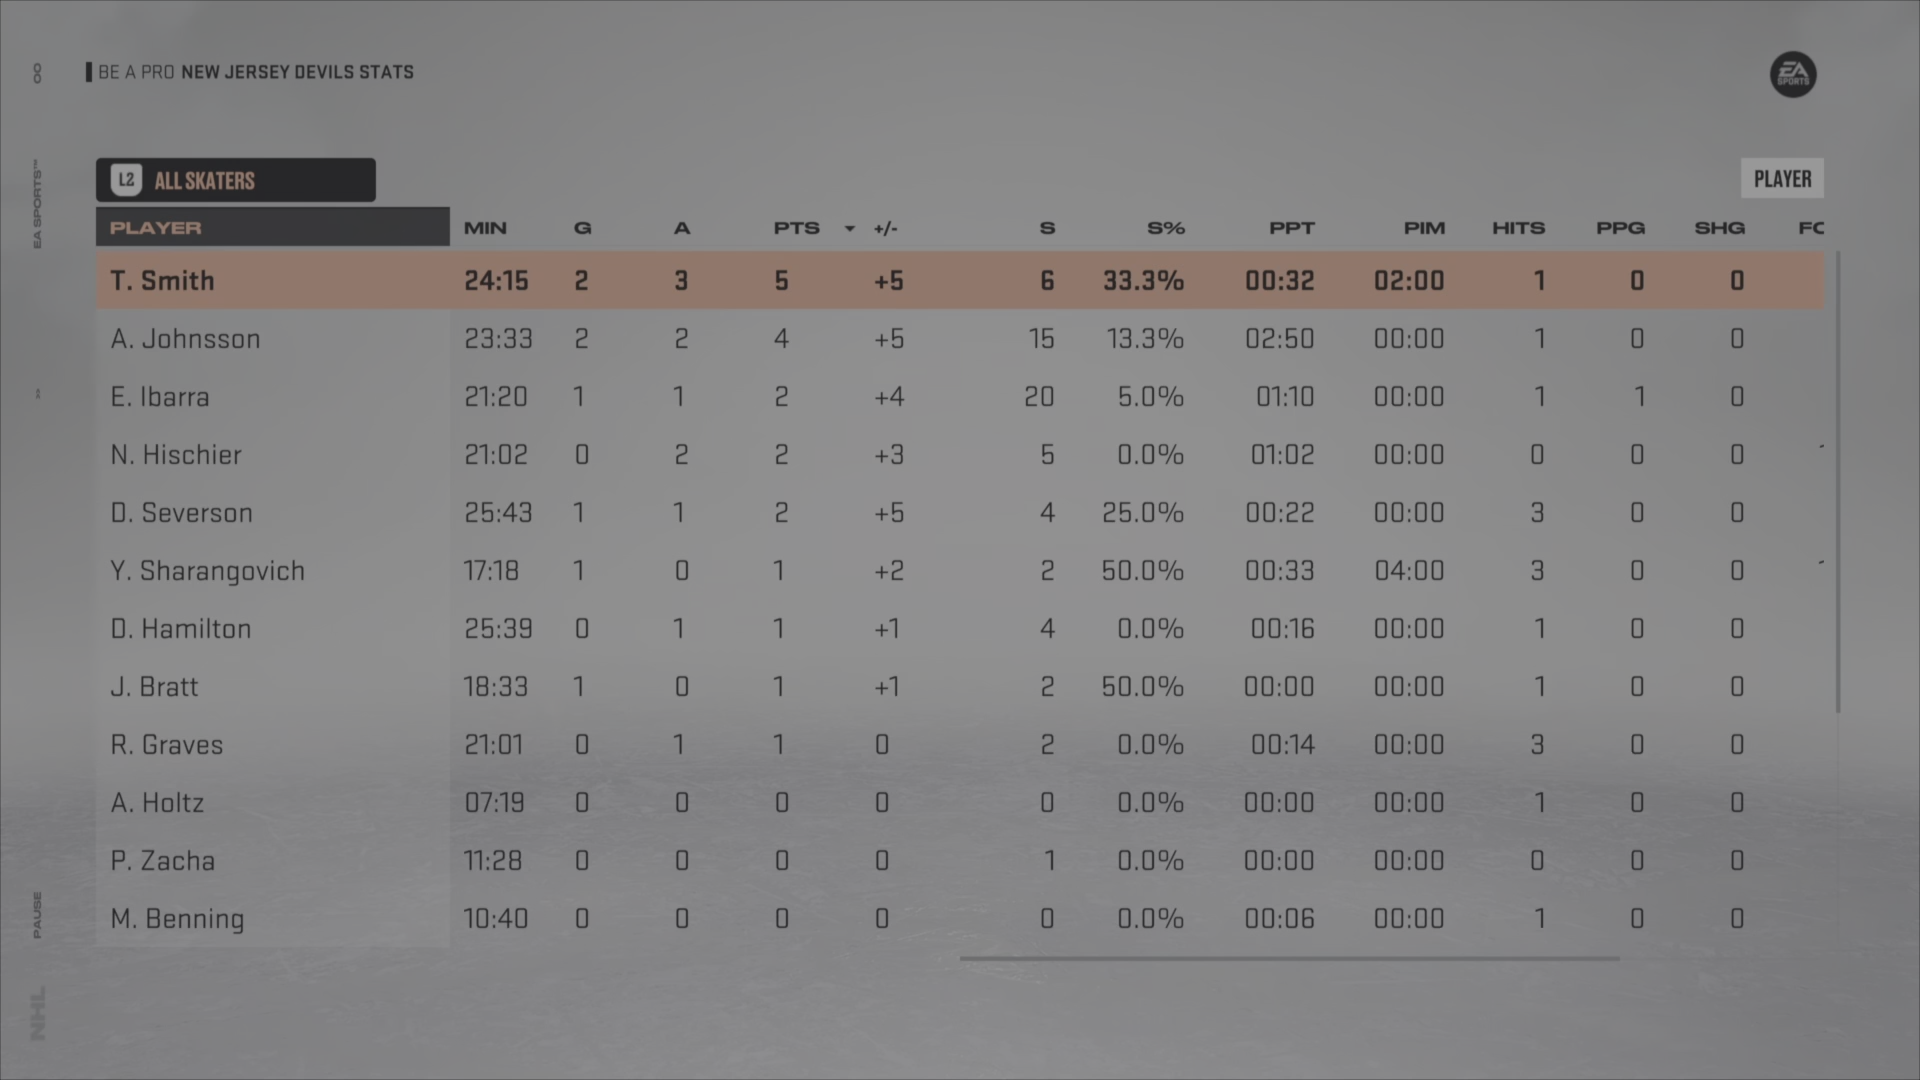 BE A PRO NEW JERSEY DEVILS STATS
EA SPORTS
EA SPORTS™
L2 ALL SKATERS
PLAYER
PLAYER MIN G A PTS +/- S S% PPT PIM HITS PPG SHG
T. Smith 24:15 2 3 5 +5 6 33.3% 00:32 02:00 1 0 0
A. Johnsson 23:33 2 2 4 +5 15 13.3% 02:50 00:00 1 0 0
E. Ibarra 21:20 1 1 2 +4 20 5.0% 01:10 00:00 1 1 0
N. Hischier 21:02 0 2 2 +3 5 0.0% 01:02 00:00 0 0 0
D. Severson 25:43 1 1 2 +5 4 25.0% 00:22 00:00 3 0 0
Y. Sharangovich 17:18 1 0 1 +2 2 50.0% 00:33 04:00 3 0 0
D. Hamilton 25:39 0 1 1 +1 4 0.0% 00:16 00:00 1 0 0
J. Bratt 18:33 1 0 1 +1 2 50.0% 00:00 00:00 1 0 0
R. Graves 21:01 0 1 1 0 2 0.0% 00:14 00:00 3 0 0
A. Holtz 07:19 0 0 0 0 0 0.0% 00:00 00:00 1 0 0
P. Zacha 11:28 0 0 0 0 1 0.0% 00:00 00:00 0 0 0
M. Benning 10:40 0 0 0 0 0 0.0% 00:06 00:00 1 0 0
PAUSE
NHL